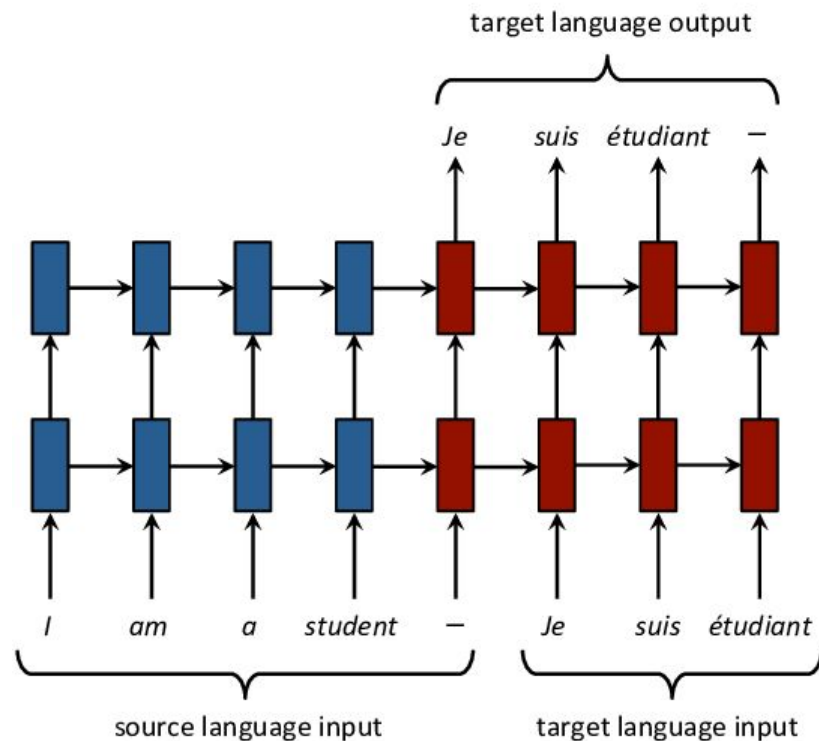 target language output
Je suis étudiant –
I am a student – Je suis étudiant
source language input target language input